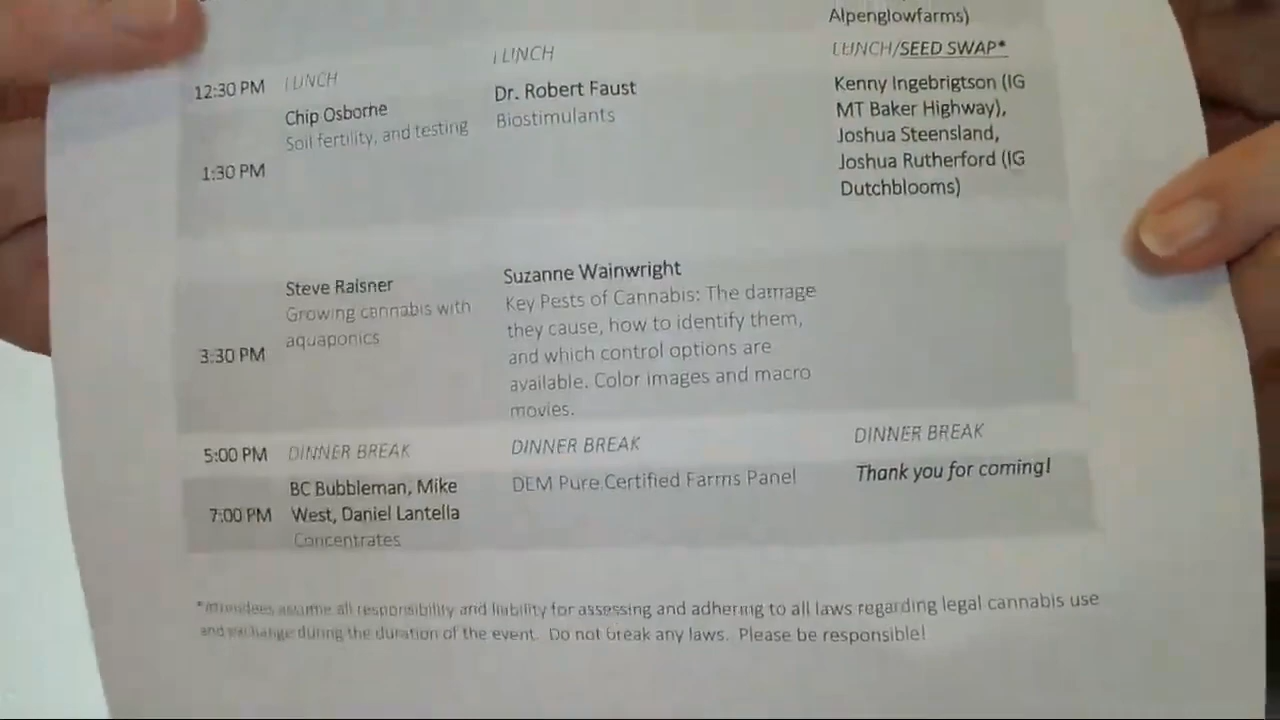 Alpenglowfarms)
12:30 PM LUNCH LUNCH LUNCH/SEED SWAP*
1:30 PM
Chip Osborne
Soil fertility, and testing
Dr. Robert Faust
Biostimulants
Kenny Ingebrigtson (IG
MT Baker Highway),
Joshua Steensland,
Joshua Rutherford (IG
Dutchblooms)
3:30 PM
Steve Raisner
Growing cannabis with
aquaponics
Suzanne Wainwright
Key Pests of Cannabis: The damage
they cause, how to identify them,
and which control options are
available. Color images and macro
movies.
5:00 PM DINNER BREAK DINNER BREAK DINNER BREAK
7:00 PM
BC Bubbleman, Mike
West, Daniel Lantella
Concentrates
DEM Pure Certified Farms Panel
Thank you for coming!
*Attendees assume all responsibility and liability for assessing and adhering to all laws regarding legal cannabis use
and exchange during the duration of the event. Do not break any laws. Please be responsible!